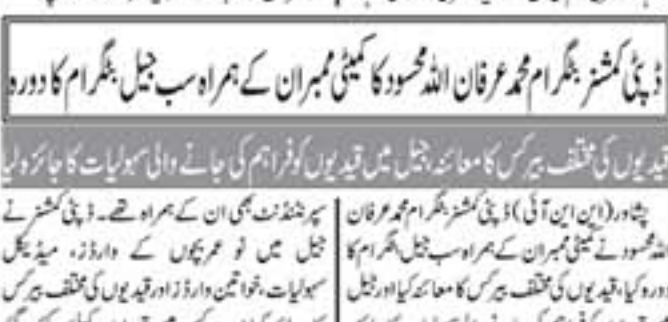 ڈپٹی کمشنر بٹگرام محمد عرفان اللہ محسود کا کمیٹی ممبران کے ہمراہ سب جیل بٹگرام کا دورہ
قیدیوں کی مختلف بیرکس کا معائنہ، جیل میں قیدیوں کو فراہم کی جانے والی سہولیات کا جائزہ لیا
پشاور (این این آئی) ڈپٹی کمشنر بٹگرام محمد عرفان
اللہ محسود نے کمیٹی ممبران کے ہمراہ سب جیل بٹگرام کا
دورہ کیا، قیدیوں کی مختلف بیرکس کا معائنہ کیا اور جیل
سپرنٹنڈنٹ بھی ان کے ہمراہ تھے۔ ڈپٹی کمشنر نے
جیل میں نو عمر بچوں کے وارڈز، میڈیکل
سہولیات، خواتین وارڈز اور قیدیوں کی مختلف بیرکس